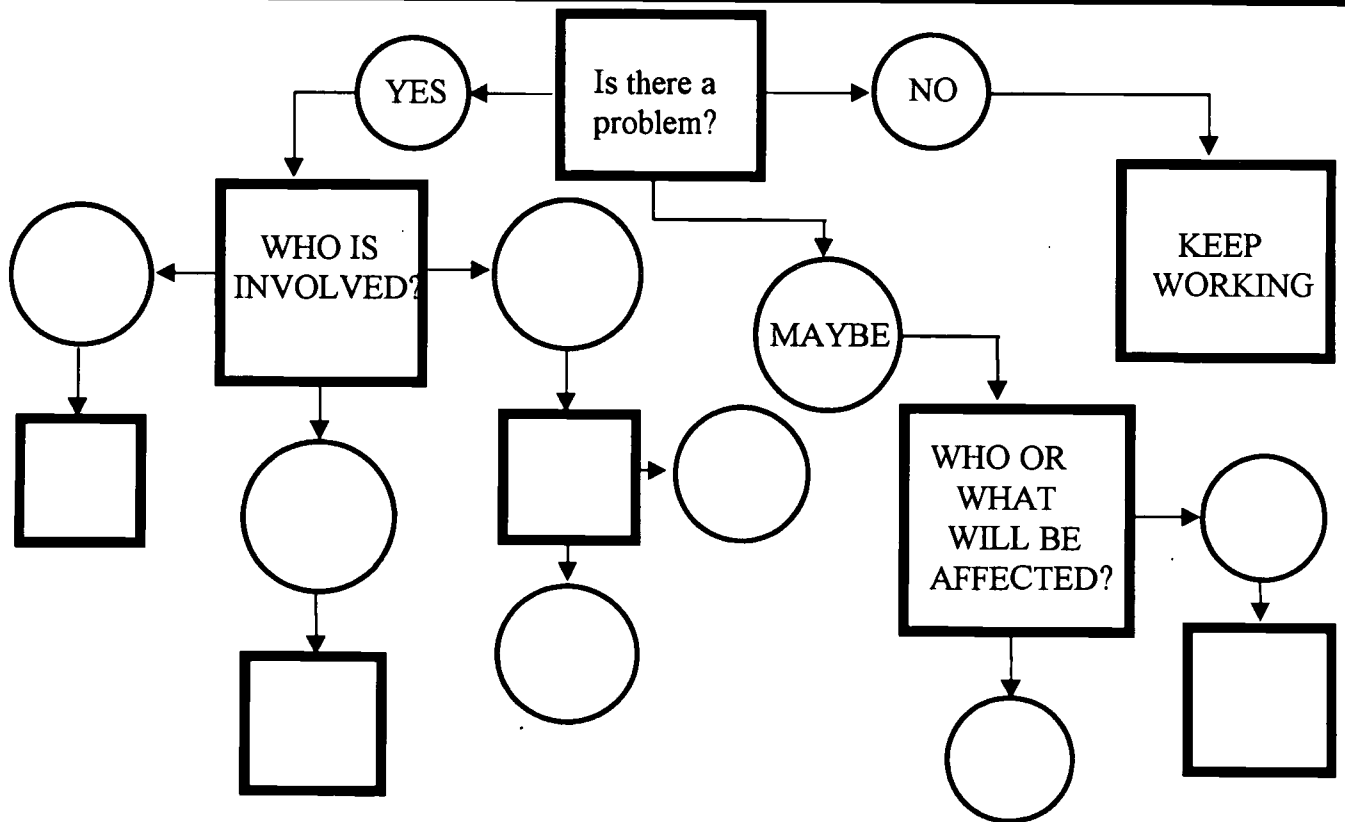 Is there a
problem?
YES
NO
WHO IS
INVOLVED?
KEEP
WORKING
MAYBE
WHO OR
WHAT
WILL BE
AFFECTED?